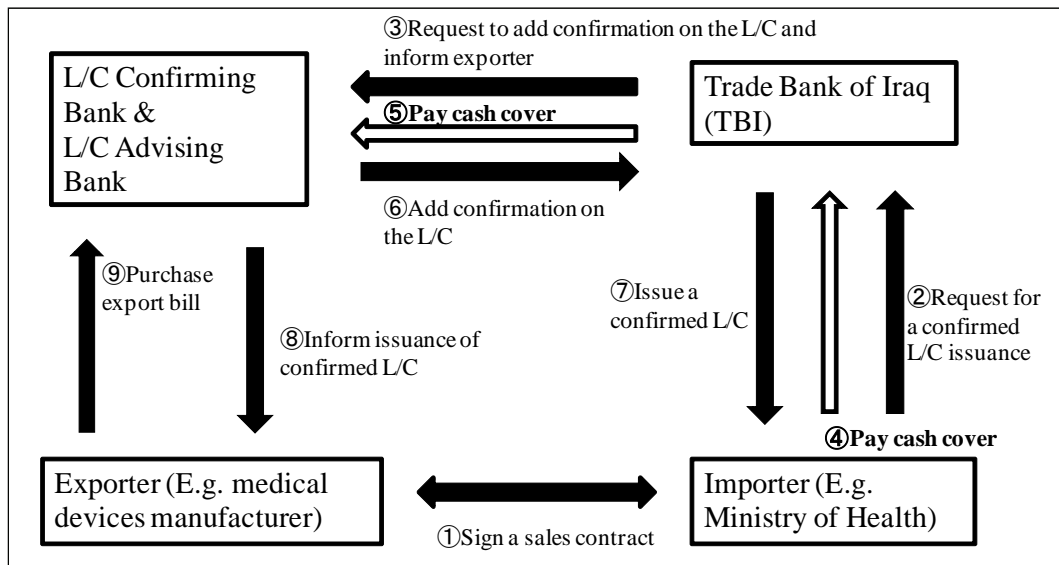 ③Request to add confirmation on the L/C and
inform exporter
L/C Confirming
Bank &
L/C Advising
Bank
Trade Bank of Iraq
(TBI)
⑤Pay cash cover
⑥Add confirmation on
the L/C
⑨Purchase
export bill
⑧Inform issuance of
confirmed L/C
⑦Issue a
confirmed L/C
②Request for
a confirmed
L/C issuance
④Pay cash cover
Exporter (E.g. medical
devices manufacturer)
①Sign a sales contract
Importer (E.g.
Ministry of Health)